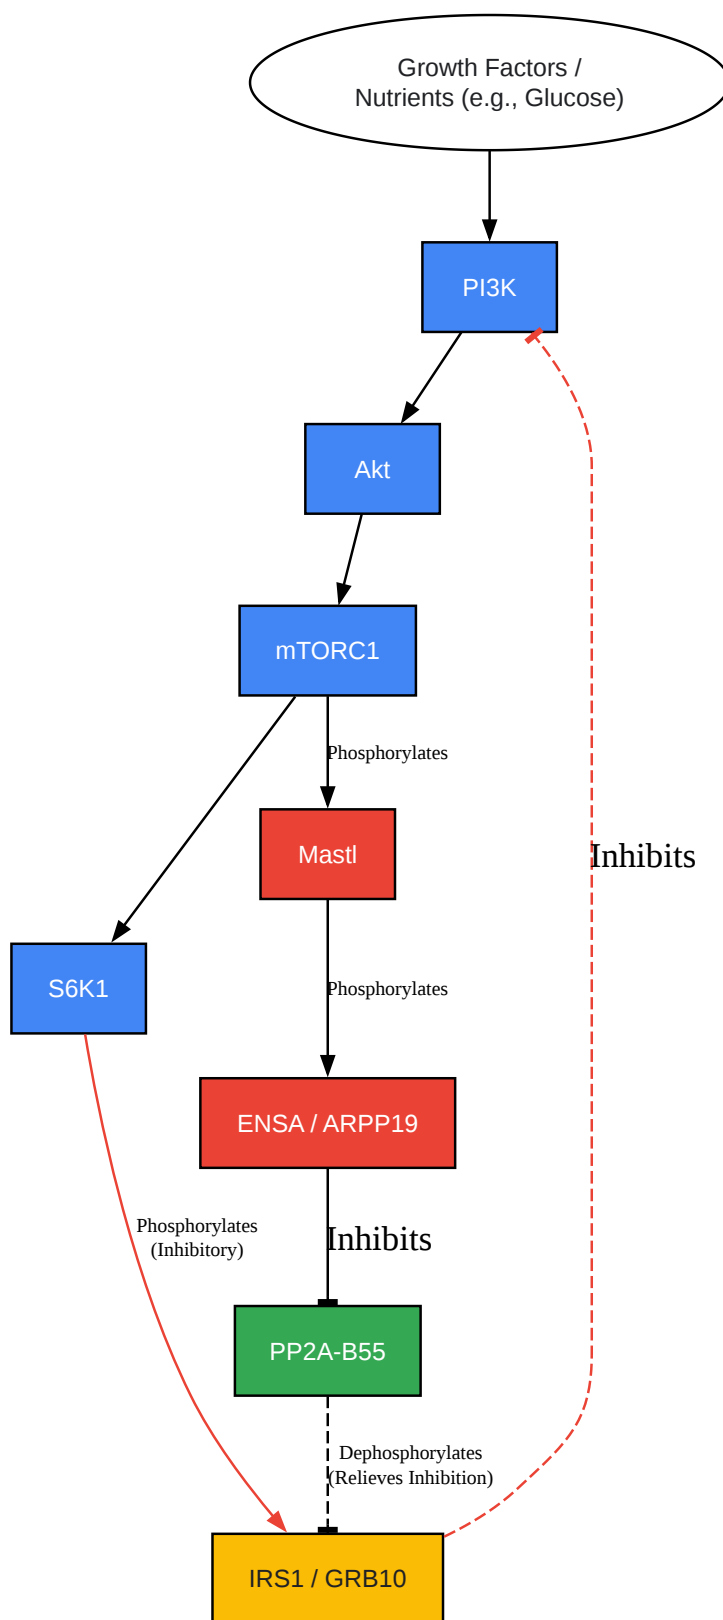 Growth Factors /
Nutrients (e.g., Glucose)
PI3K
Akt
mTORC1
Phosphorylates
Mastl
Inhibits
S6K1
Phosphorylates
ENSA / ARPP19
Phosphorylates
(Inhibitory)
Inhibits
PP2A-B55
Dephosphorylates
(Relieves Inhibition)
IRS1 / GRB10